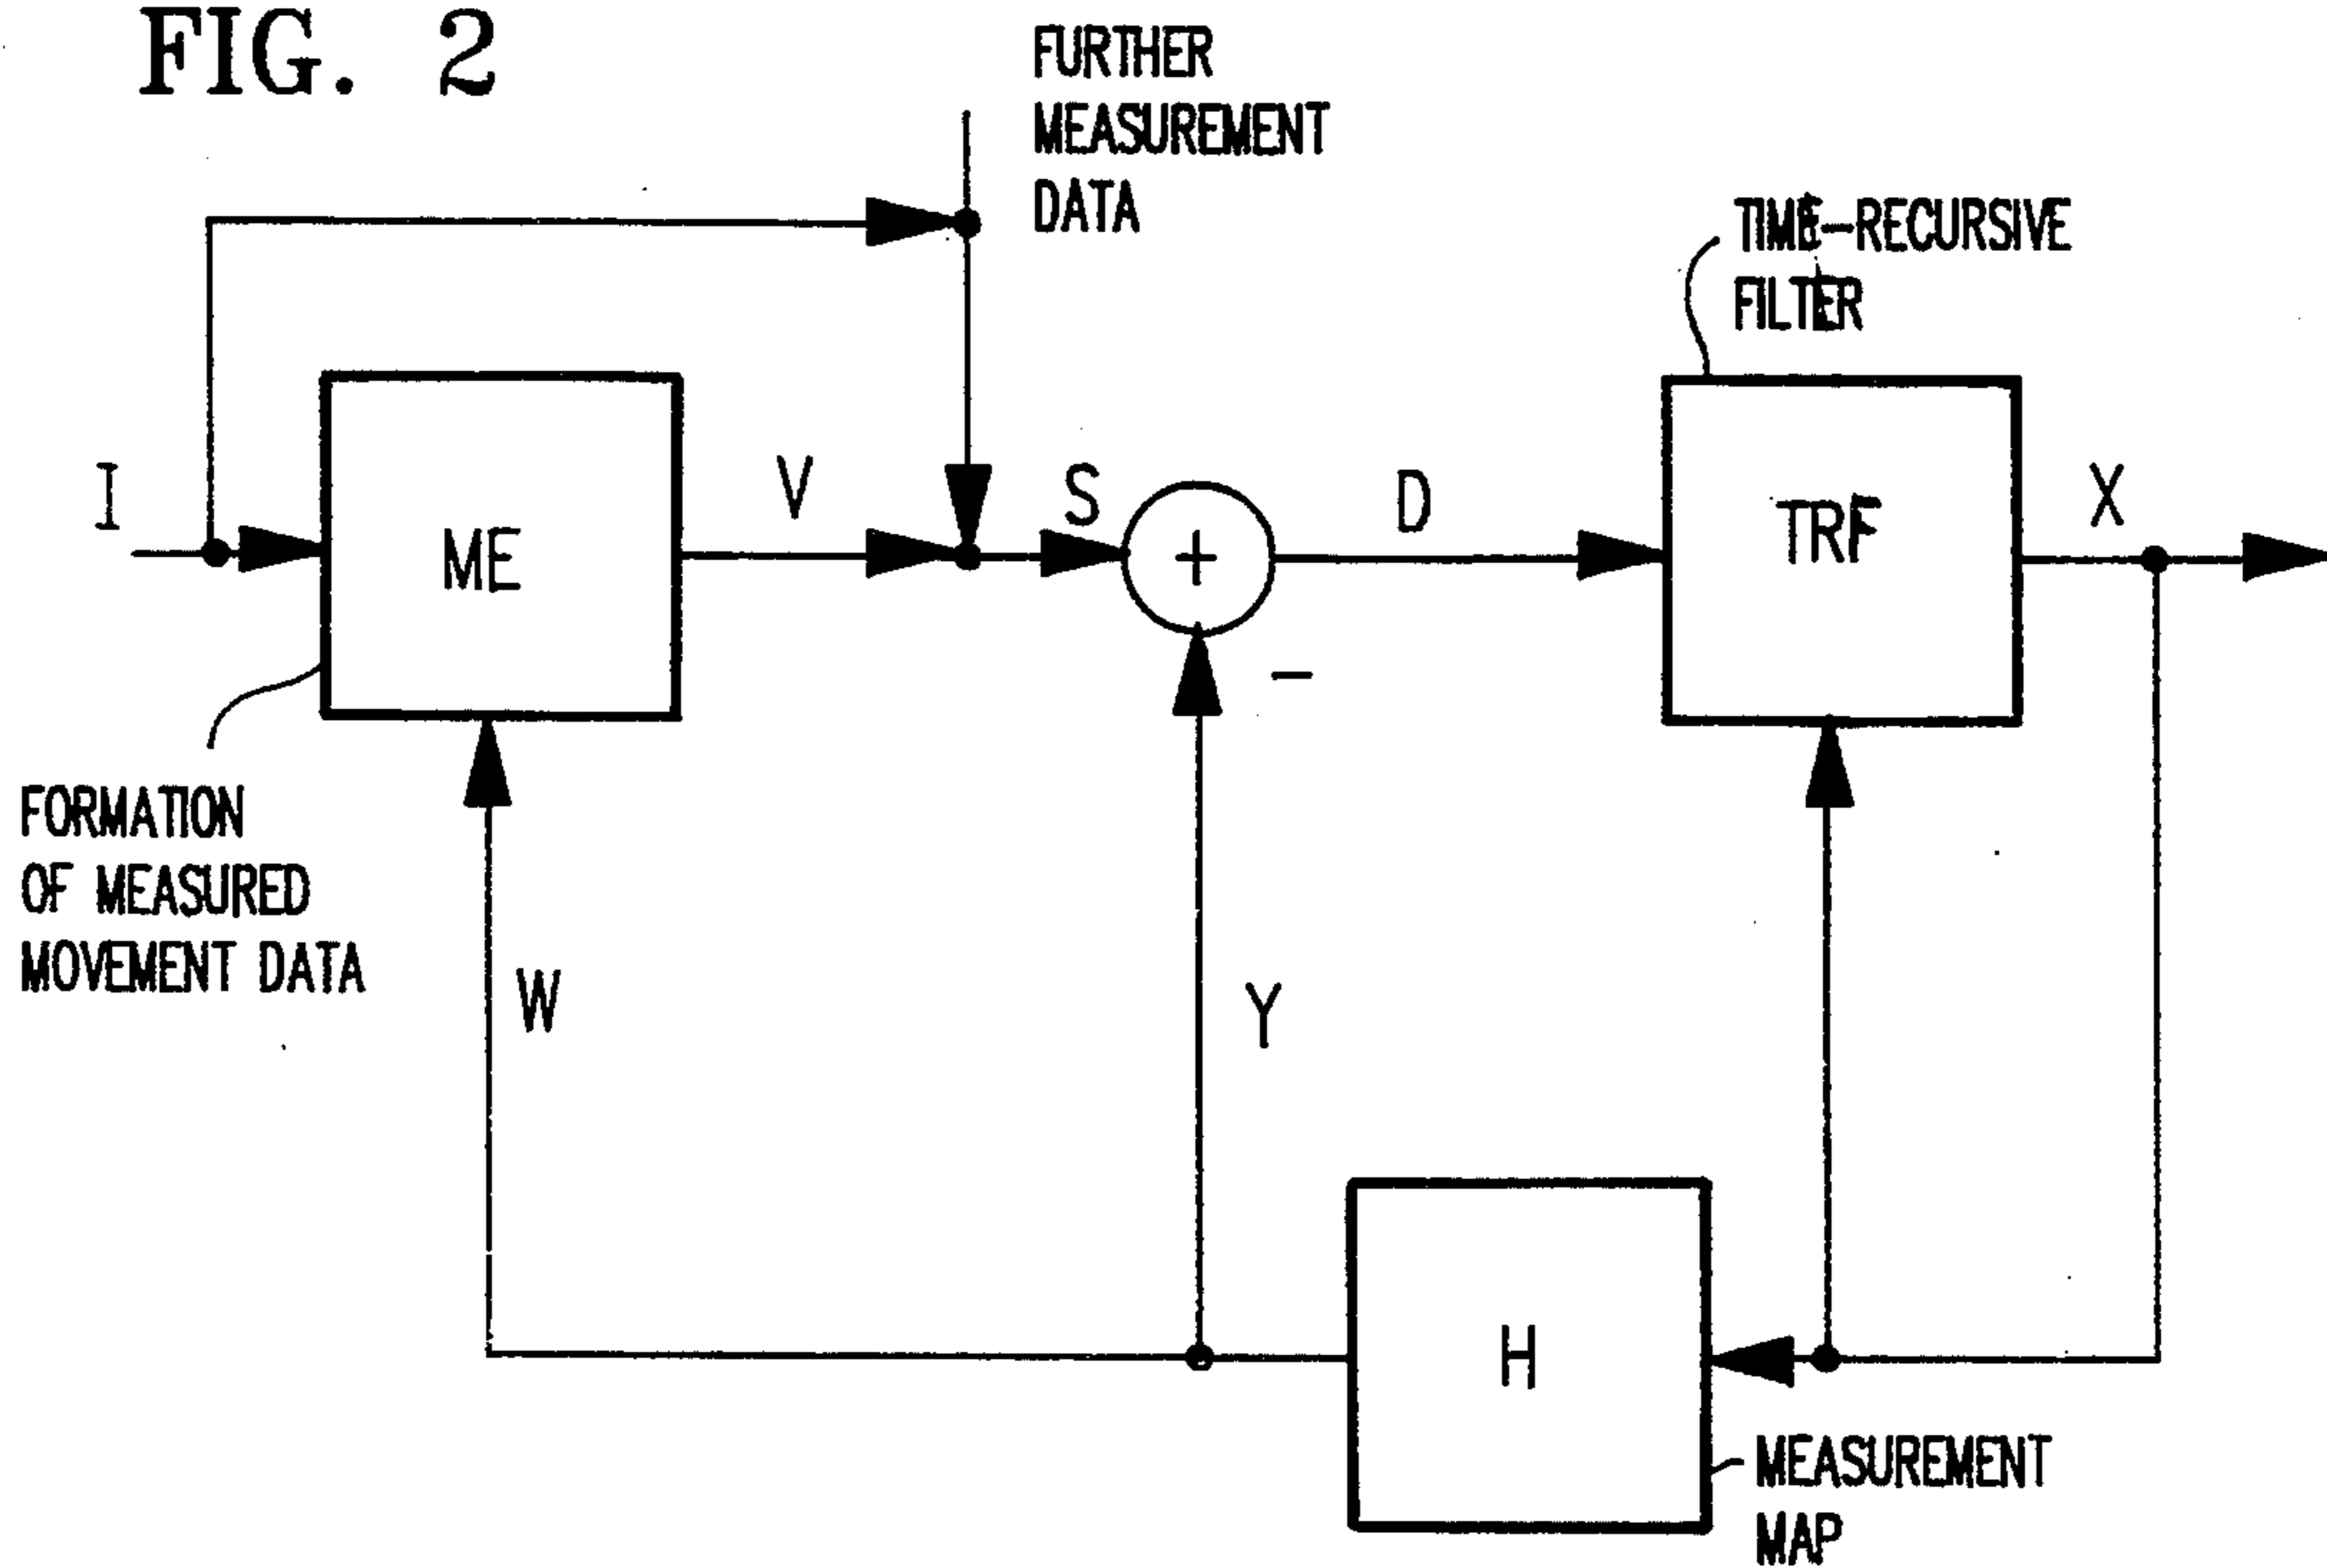 FIG. 2
FURTHER
MEASUREMENT
DATA
TIME-RECURSIVE
FILTER
I
ME
V
S
+
D
TRF
X
−
FORMATION
OF MEASURED
MOVEMENT DATA
W
Y
H
MEASUREMENT
MAP